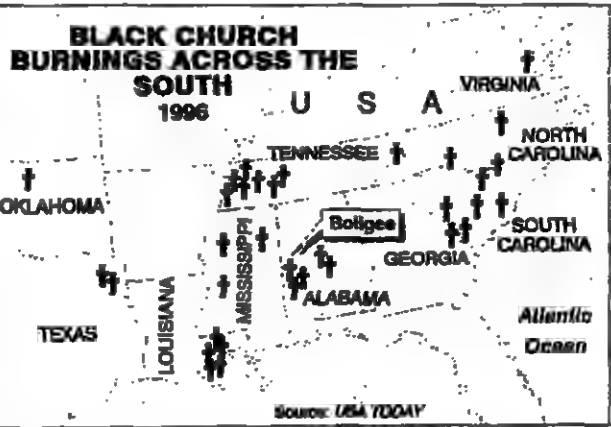 BLACK CHURCH
BURNINGS ACROSS THE
SOUTH
1996
U S A
VIRGINIA
NORTH
CAROLINA
TENNESSEE
OKLAHOMA
Boligee
SOUTH
CAROLINA
GEORGIA
MISSISSIPPI
ALABAMA
LOUISIANA
TEXAS
Atlantic
Ocean
Source: USA TODAY